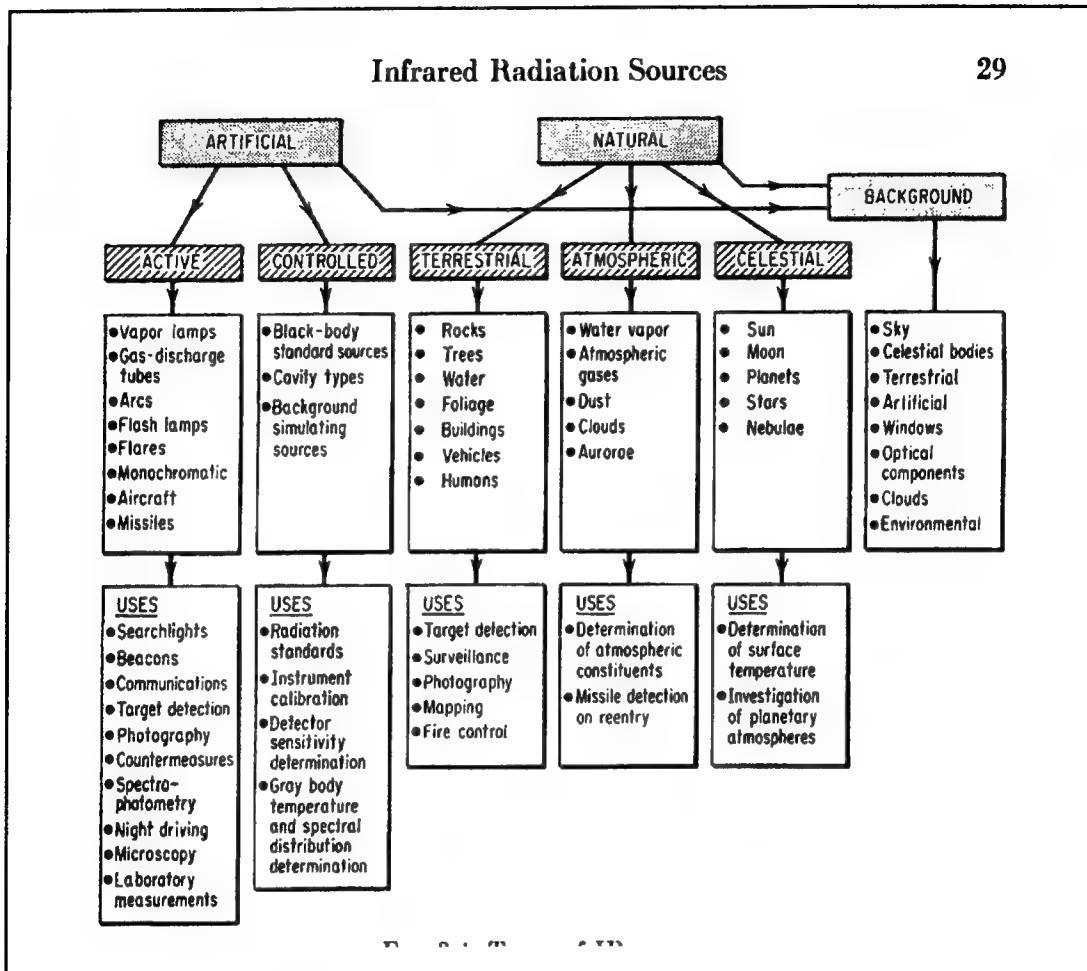 Infrared Radiation Sources
29
ARTIFICIAL
NATURAL
BACKGROUND
ACTIVE
CONTROLLED
TERRESTRIAL
ATMOSPHERIC
CELESTIAL
●Vapor lamps
●Gas-discharge
tubes
●Arcs
●Flash lamps
●Flares
●Monochromatic
●Aircraft
●Missiles
●Black-body
standard sources
●Cavity types
●Background
simulating
sources
● Rocks
● Trees
● Water
● Foliage
● Buildings
● Vehicles
● Humans
●Water vapor
●Atmospheric
gases
●Dust
●Clouds
●Aurorae
● Sun
● Moon
● Planets
● Stars
● Nebulae
●Sky
●Celestial bodies
●Terrestrial
●Artificial
●Windows
●Optical
components
●Clouds
●Environmental
USES
●Searchlights
●Beacons
●Communications
●Target detection
●Photography
●Countermeasures
●Spectro-
photometry
●Night driving
●Microscopy
●Laboratory
measurements
USES
●Radiation
standards
●Instrument
calibration
●Detector
sensitivity
determination
●Gray body
temperature
and spectral
distribution
determination
USES
●Target detection
●Surveillance
●Photography
●Mapping
●Fire control
USES
●Determination
of atmospheric
constituents
●Missile detection
on reentry
USES
●Determination
of surface
temperature
●Investigation
of planetary
atmospheres